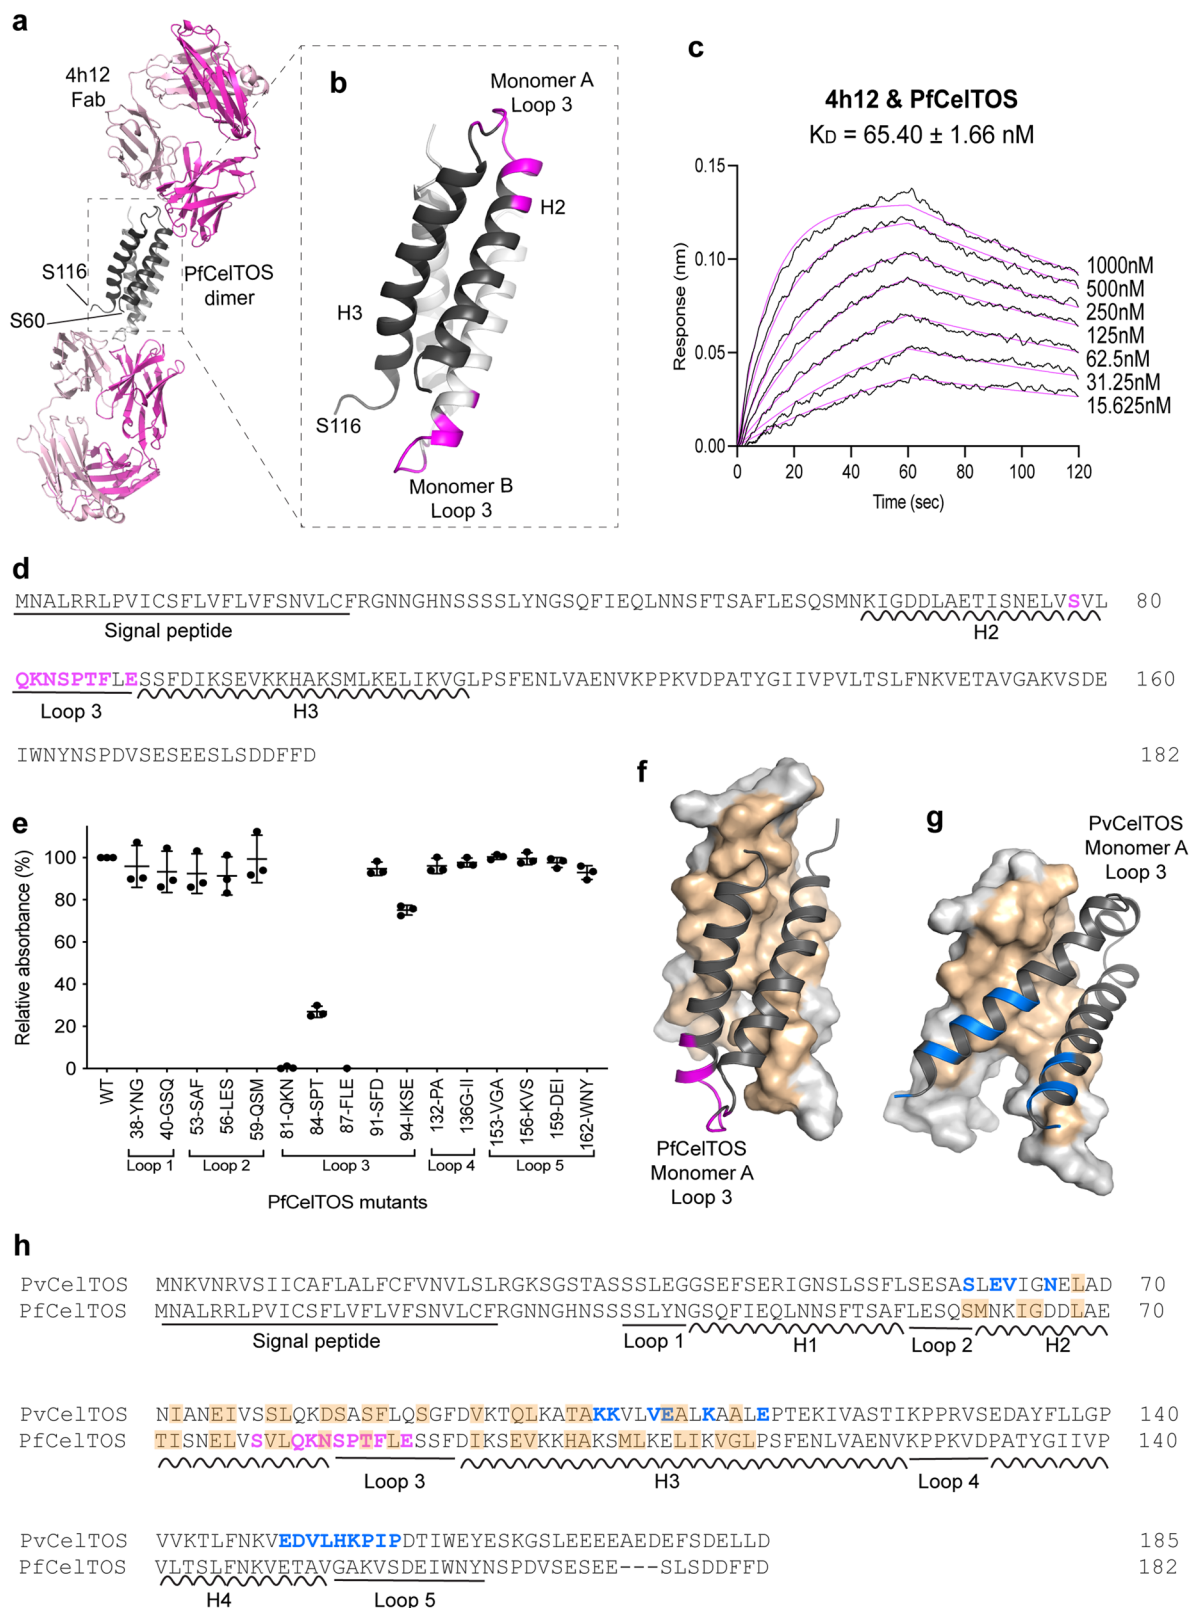 a
4h12
Fab
S116
S60
PfCelTOS
dimer
b
Monomer A
Loop 3
H2
H3
S116
Monomer B
Loop 3
c
4h12 & PfCelTOS
KD = 65.40 ± 1.66 nM
Response (nm)
0.15
0.10
0.05
0.00
0 20 40 60 80 100 120
Time (sec)
1000nM
500nM
250nM
125nM
62.5nM
31.25nM
15.625nM
d
MNALRRLPVICSFLVFLVFSNVLCFRGNNGHNSSSSLYNGSQFIEQLNNSFTSAFLESQSMNKIGDDLAETISNELVSVL 80
Signal peptide H2
QKNSPTFLESSFDIKSEVKKHAKSMLKELIKVGLPSFENLVAENVKPPKVDPATYGIIVPVLTSLFNKVETAVGAKVSDE 160
Loop 3 H3
IWNYNSPDVSESEESLSDDFFD 182
e
Relative absorbance (%)
100
80
60
40
20
0
WT 38-YNG 40-GSQ 53-SAF 56-LES 59-QSM 81-QKN 84-SPT 87-FLE 91-SFD 94-IKSE 132-PA 136G-II 153-VGA 156-KVS 159-DEI 162-WNY
Loop 1 Loop 2 Loop 3 Loop 4 Loop 5
PfCelTOS mutants
f
PfCelTOS
Monomer A
Loop 3
g
PvCelTOS
Monomer A
Loop 3
h
PvCelTOS MNKVNRVSIICAFLALFCFVNVLSLRGKSGSTASSSLEGGSEFSERIGNSLSSFLSESASLEVIGNELAD 70
PfCelTOS MNALRRLPVICSFLVFLVFSNVLCFRGNNGHNSSSSLYNGSQFIEQLNNSFTSAFLESQSMNKIGDDLAE 70
Signal peptide Loop 1 H1 Loop 2 H2
PvCelTOS NIANEIVSSLQKDSASFLQSGFDVKTQLKATAKKVLVEALKAALEPTEKIVASTIKPPRVSEDAYFLLGP 140
PfCelTOS TISNELVSVLQKNSPTFLESSFDIKSEVKKHAKSMLKELIKVGLPSFENLVAENVKPPKVDPATYGIIVP 140
Loop 3 H3 Loop 4
PvCelTOS VVKTLFNKVEDVLHKPIPDTIWEYESKGSLEEEEAEDEFSDELLD 185
PfCelTOS VLTSLFNKVETAVGAKVSDEIWNYNSPDVSESEE---SLSDDFFD 182
H4 Loop 5